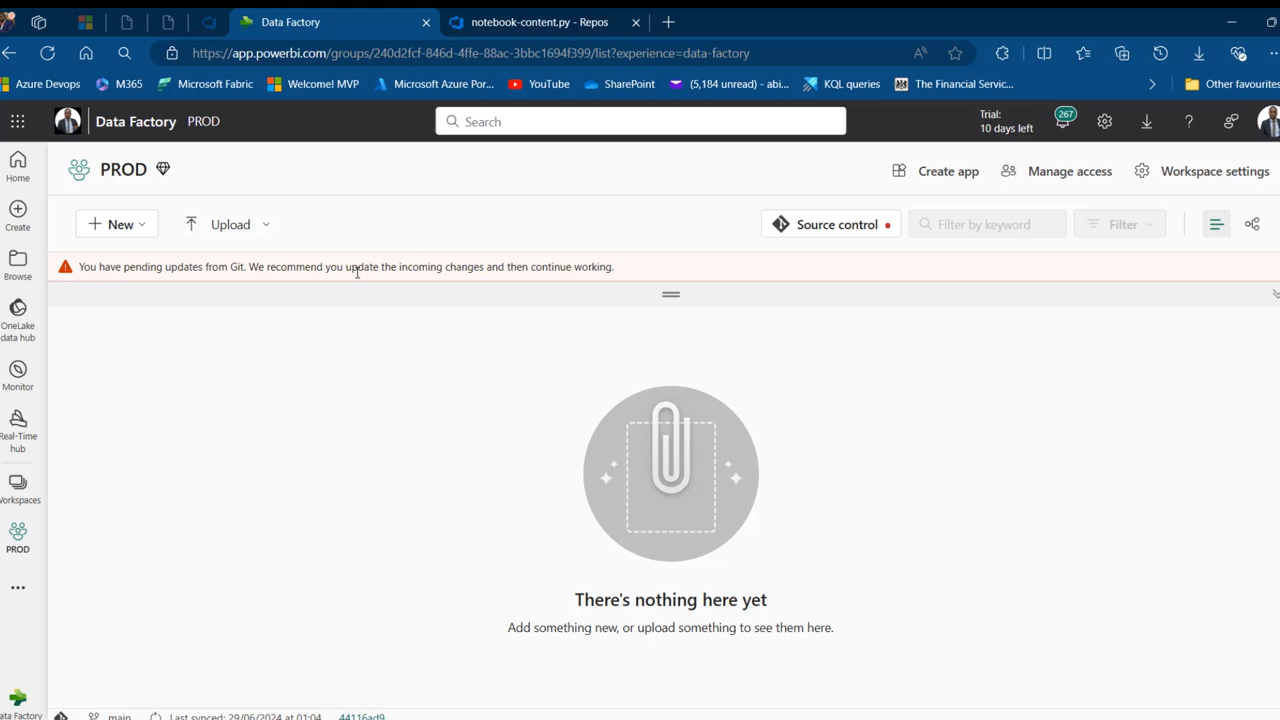 Data Factory
notebook-content.py - Repos
https://app.powerbi.com/groups/240d2fcf-846d-4ffe-88ac-3bbc1694f399/list?experience=data-factory
Azure Devops
M365
Microsoft Fabric
Welcome! MVP
Microsoft Azure Por...
YouTube
SharePoint
(5,184 unread) - abi...
KQL queries
The Financial Servic...
Other favourites
Data Factory
PROD
Search
Trial:
10 days left
267
PROD
Create app
Manage access
Workspace settings
New
Upload
Source control
Filter by keyword
Filter
You have pending updates from Git. We recommend you update the incoming changes and then continue working.
Home
Create
Browse
OneLake
data hub
Monitor
Real-Time
hub
Workspaces
PROD
There's nothing here yet
Add something new, or upload something to see them here.
Data Factory
main
Last synced: 29/06/2024 at 01:04
44116ad9